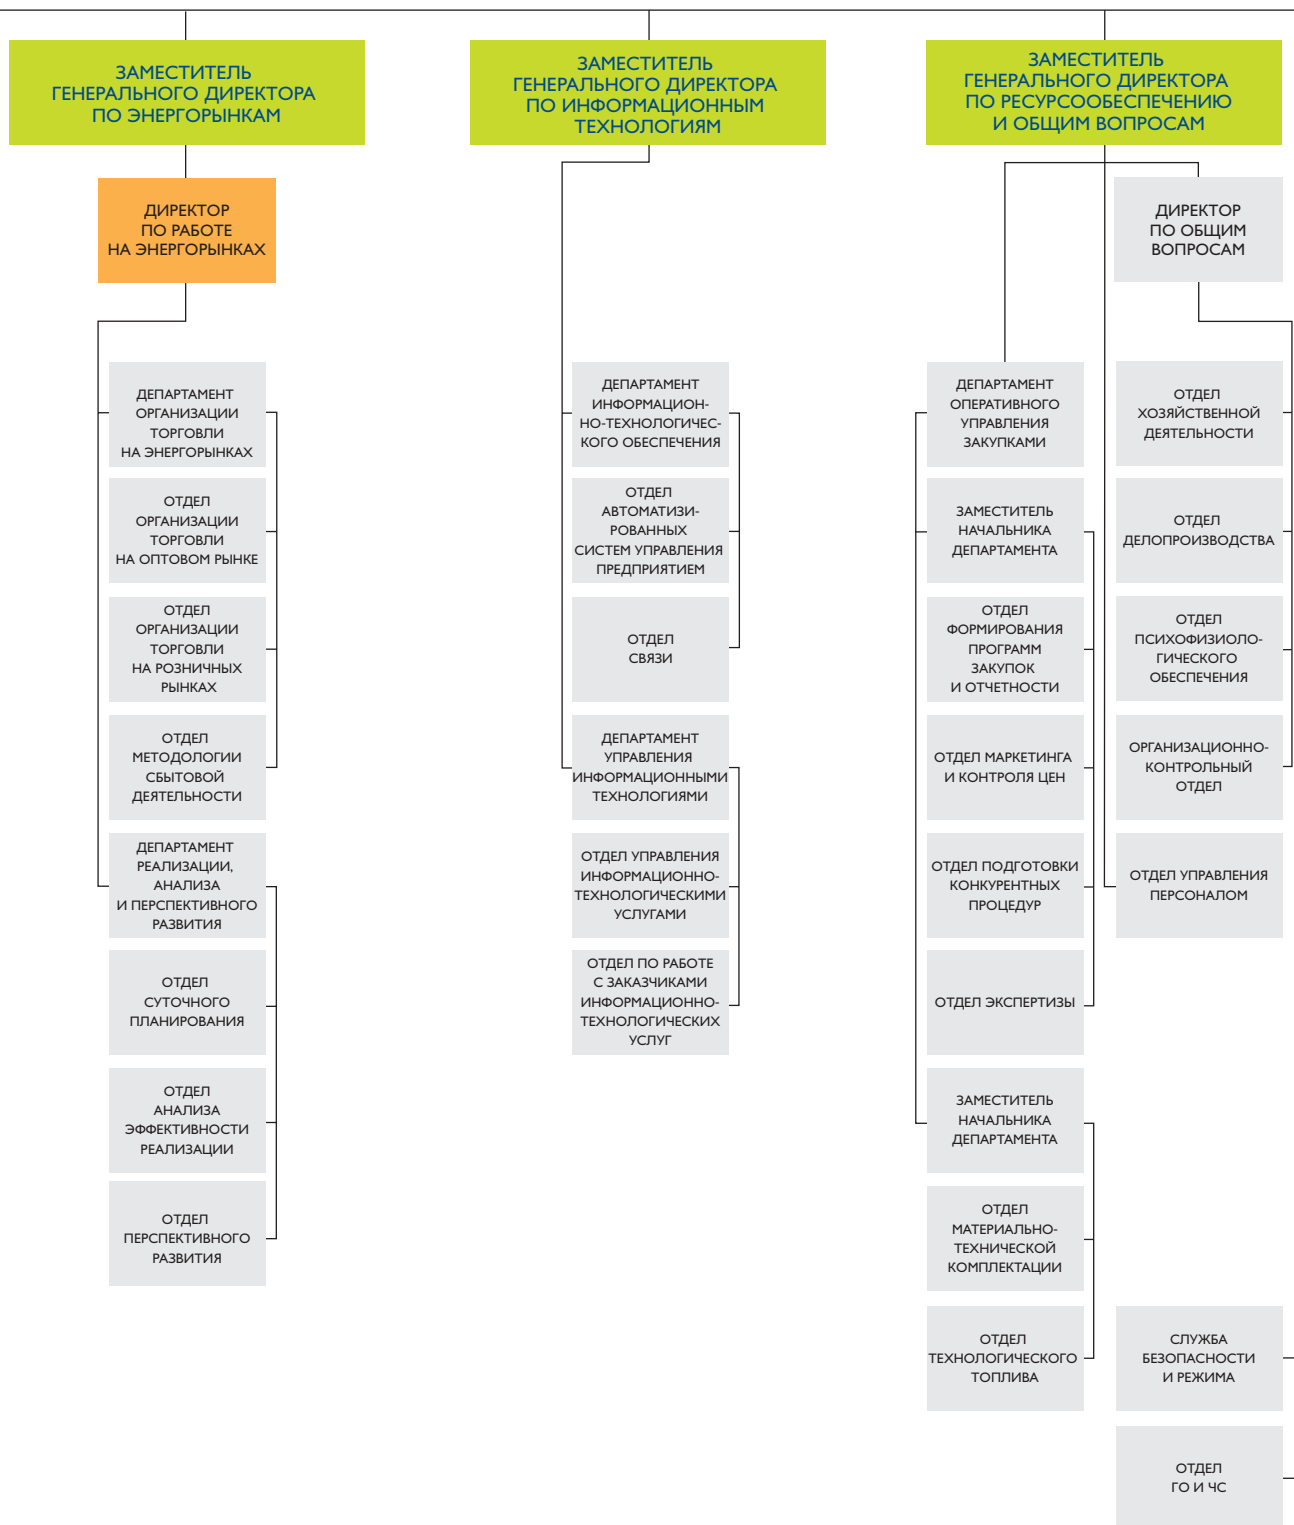 ЗАМЕСТИТЕЛЬ
ГЕНЕРАЛЬНОГО ДИРЕКТОРА
ПО ЭНЕРГОРЫНКАМ
ДИРЕКТОР
ПО РАБОТЕ
НА ЭНЕРГОРЫНКАХ
ДЕПАРТАМЕНТ
ОРГАНИЗАЦИИ
ТОРГОВЛИ
НА ЭНЕРГОРЫНКАХ
ОТДЕЛ
ОРГАНИЗАЦИИ
ТОРГОВЛИ
НА ОПТОВОМ РЫНКЕ
ОТДЕЛ
ОРГАНИЗАЦИИ
ТОРГОВЛИ
НА РОЗНИЧНЫХ
РЫНКАХ
ОТДЕЛ
МЕТОДОЛОГИИ
СБЫТОВОЙ
ДЕЯТЕЛЬНОСТИ
ДЕПАРТАМЕНТ
РЕАЛИЗАЦИИ,
АНАЛИЗА
И ПЕРСПЕКТИВНОГО
РАЗВИТИЯ
ОТДЕЛ
СУТОЧНОГО
ПЛАНИРОВАНИЯ
ОТДЕЛ
АНАЛИЗА
ЭФФЕКТИВНОСТИ
РЕАЛИЗАЦИИ
ОТДЕЛ
ПЕРСПЕКТИВНОГО
РАЗВИТИЯ
ЗАМЕСТИТЕЛЬ
ГЕНЕРАЛЬНОГО ДИРЕКТОРА
ПО ИНФОРМАЦИОННЫМ
ТЕХНОЛОГИЯМ
ДЕПАРТАМЕНТ
ИНФОРМАЦИОН-
НО-ТЕХНОЛОГИЧЕС-
КОГО ОБЕСПЕЧЕНИЯ
ОТДЕЛ
АВТОМАТИЗИ-
РОВАННЫХ
СИСТЕМ УПРАВЛЕНИЯ
ПРЕДПРИЯТИЕМ
ОТДЕЛ
СВЯЗИ
ДЕПАРТАМЕНТ
УПРАВЛЕНИЯ
ИНФОРМАЦИОННЫМИ
ТЕХНОЛОГИЯМИ
ОТДЕЛ УПРАВЛЕНИЯ
ИНФОРМАЦИОННО-
ТЕХНОЛОГИЧЕСКИМИ
УСЛУГАМИ
ОТДЕЛ ПО РАБОТЕ
С ЗАКАЗЧИКАМИ
ИНФОРМАЦИОННО-
ТЕХНОЛОГИЧЕСКИХ
УСЛУГ
ЗАМЕСТИТЕЛЬ
ГЕНЕРАЛЬНОГО ДИРЕКТОРА
ПО РЕСУРСООБЕСПЕЧЕНИЮ
И ОБЩИМ ВОПРОСАМ
ДЕПАРТАМЕНТ
ОПЕРАТИВНОГО
УПРАВЛЕНИЯ
ЗАКУПКАМИ
ЗАМЕСТИТЕЛЬ
НАЧАЛЬНИКА
ДЕПАРТАМЕНТА
ОТДЕЛ
ФОРМИРОВАНИЯ
ПРОГРАММ
ЗАКУПОК
И ОТЧЕТНОСТИ
ОТДЕЛ МАРКЕТИНГА
И КОНТРОЛЯ ЦЕН
ОТДЕЛ ПОДГОТОВКИ
КОНКУРЕНТНЫХ
ПРОЦЕДУР
ОТДЕЛ ЭКСПЕРТИЗЫ
ЗАМЕСТИТЕЛЬ
НАЧАЛЬНИКА
ДЕПАРТАМЕНТА
ОТДЕЛ
МАТЕРИАЛЬНО-
ТЕХНИЧЕСКОЙ
КОМПЛЕКТАЦИИ
ОТДЕЛ
ТЕХНОЛОГИЧЕСКОГО
ТОПЛИВА
ДИРЕКТОР
ПО ОБЩИМ
ВОПРОСАМ
ОТДЕЛ
ХОЗЯЙСТВЕННОЙ
ДЕЯТЕЛЬНОСТИ
ОТДЕЛ
ДЕЛОПРОИЗВОДСТВА
ОТДЕЛ
ПСИХОФИЗИОЛО-
ГИЧЕСКОГО
ОБЕСПЕЧЕНИЯ
ОРГАНИЗАЦИОННО-
КОНТРОЛЬНЫЙ
ОТДЕЛ
ОТДЕЛ УПРАВЛЕНИЯ
ПЕРСОНАЛОМ
СЛУЖБА
БЕЗОПАСНОСТИ
И РЕЖИМА
ОТДЕЛ
ГО И ЧС